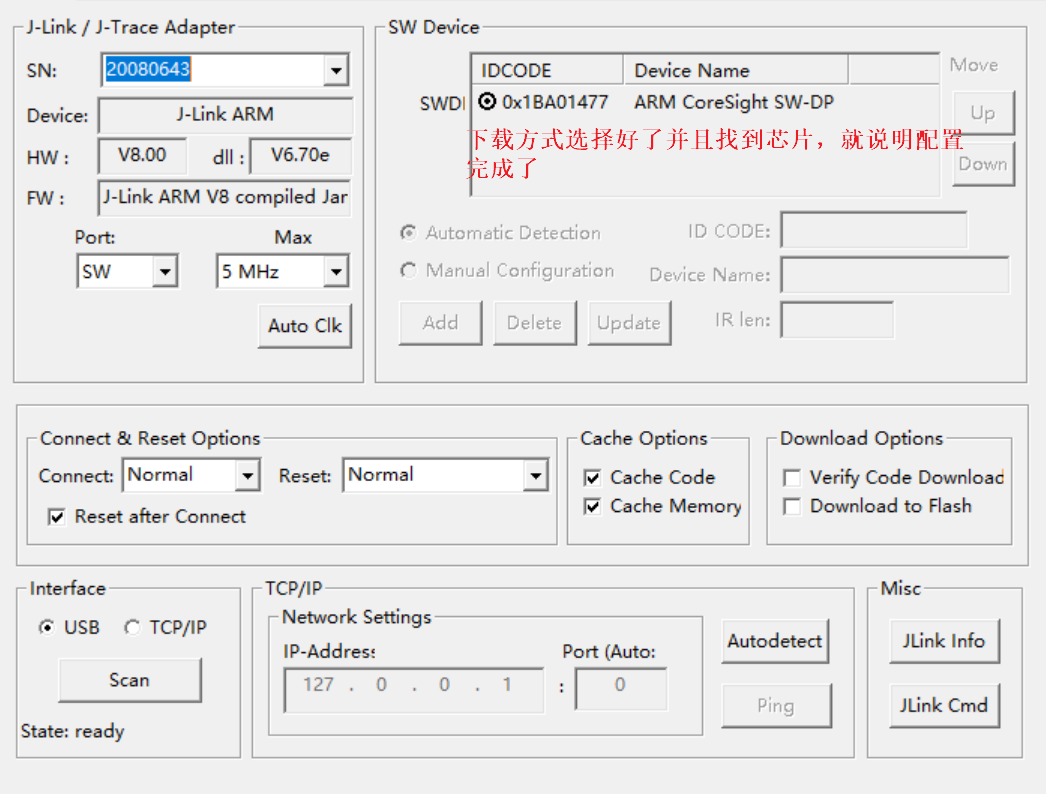 J-Link / J-Trace Adapter
SN: 20080643
Device: J-Link ARM
HW : V8.00 dll : V6.70e
FW : J-Link ARM V8 compiled Jar
Port: Max
SW 5 MHz
Auto Clk
SW Device
IDCODE Device Name Move
SWDI 0x1BA01477 ARM CoreSight SW-DP
Up
下载方式选择好了并且找到芯片，就说明配置
完成了
Down
Automatic Detection ID CODE:
Manual Configuration Device Name:
Add Delete Update IR len:
Connect & Reset Options
Connect: Normal Reset: Normal
Reset after Connect
Cache Options
Cache Code
Cache Memory
Download Options
Verify Code Download
Download to Flash
Interface
USB TCP/IP
Scan
State: ready
TCP/IP
Network Settings
IP-Address Port (Auto:
127 . 0 . 0 . 1 : 0
Autodetect
Ping
Misc
JLink Info
JLink Cmd